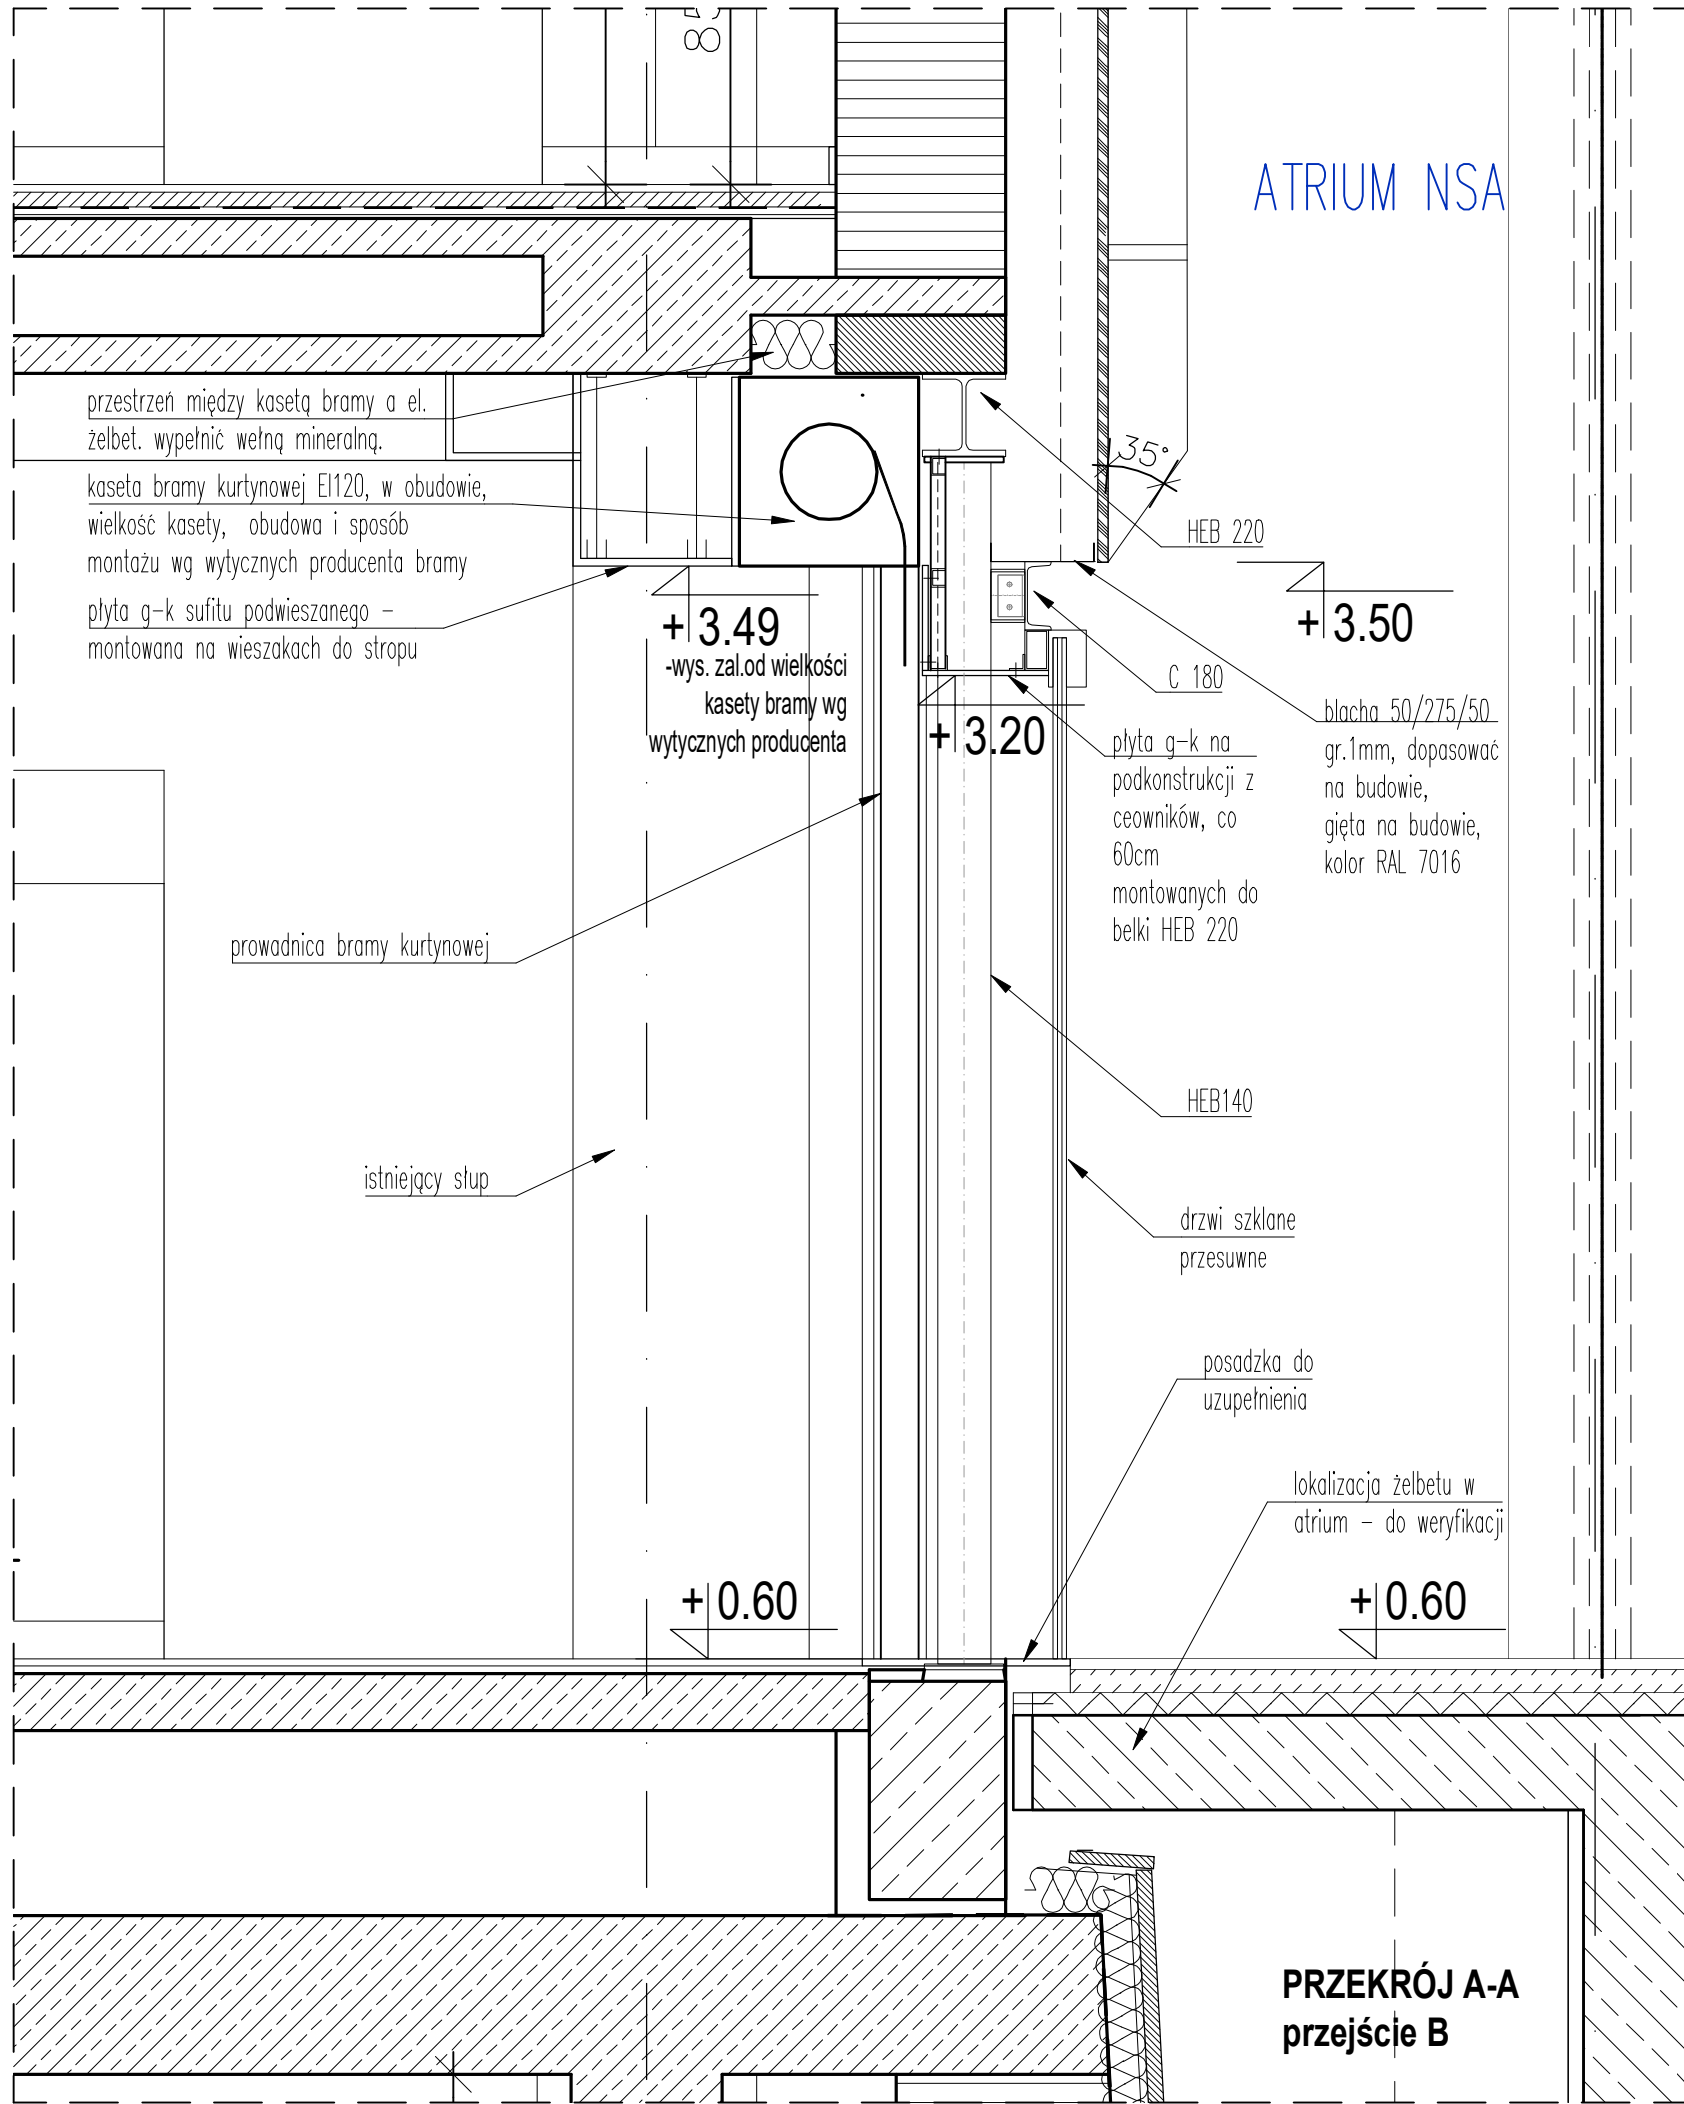 ATRIUM NSA
przestrzeń między kasetą bramy a el.
żelbet. wypełnić wełną mineralną.
kaseta bramy kurtynowej EI120, w obudowie,
wielkość kasety, obudowa i sposób
montażu wg wytycznych producenta bramy
płyta g-k sufitu podwieszanego -
montowana na wieszakach do stropu
35°
HEB 220
+ 3.49
-wys. zal.od wielkości
kasety bramy wg
wytycznych producenta
+ 3.50
C 180
+ 3.20
płyta g-k na
podkonstrukcji z
ceowników, co
60cm
montowanych do
belki HEB 220
blacha 50/275/50
gr.1mm, dopasować
na budowie,
gięta na budowie,
kolor RAL 7016
prowadnica bramy kurtynowej
HEB140
istniejący słup
drzwi szklane
przesuwne
posadzka do
uzupełnienia
lokalizacja żelbetu w
atrium - do weryfikacji
+ 0.60
+ 0.60
PRZEKRÓJ A-A
przejście B